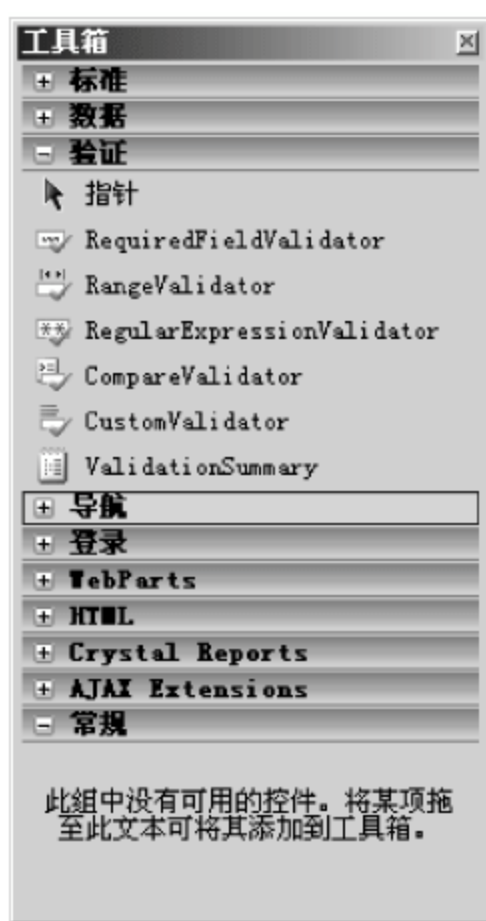 工具箱
标准
数据
验证
指针
RequiredFieldValidator
RangeValidator
RegularExpressionValidator
CompareValidator
CustomValidator
ValidationSummary
导航
登录
WebParts
HTML
Crystal Reports
AJAX Extensions
常规
此组中没有可用的控件。将某项拖
至此文本可将其添加到工具箱。